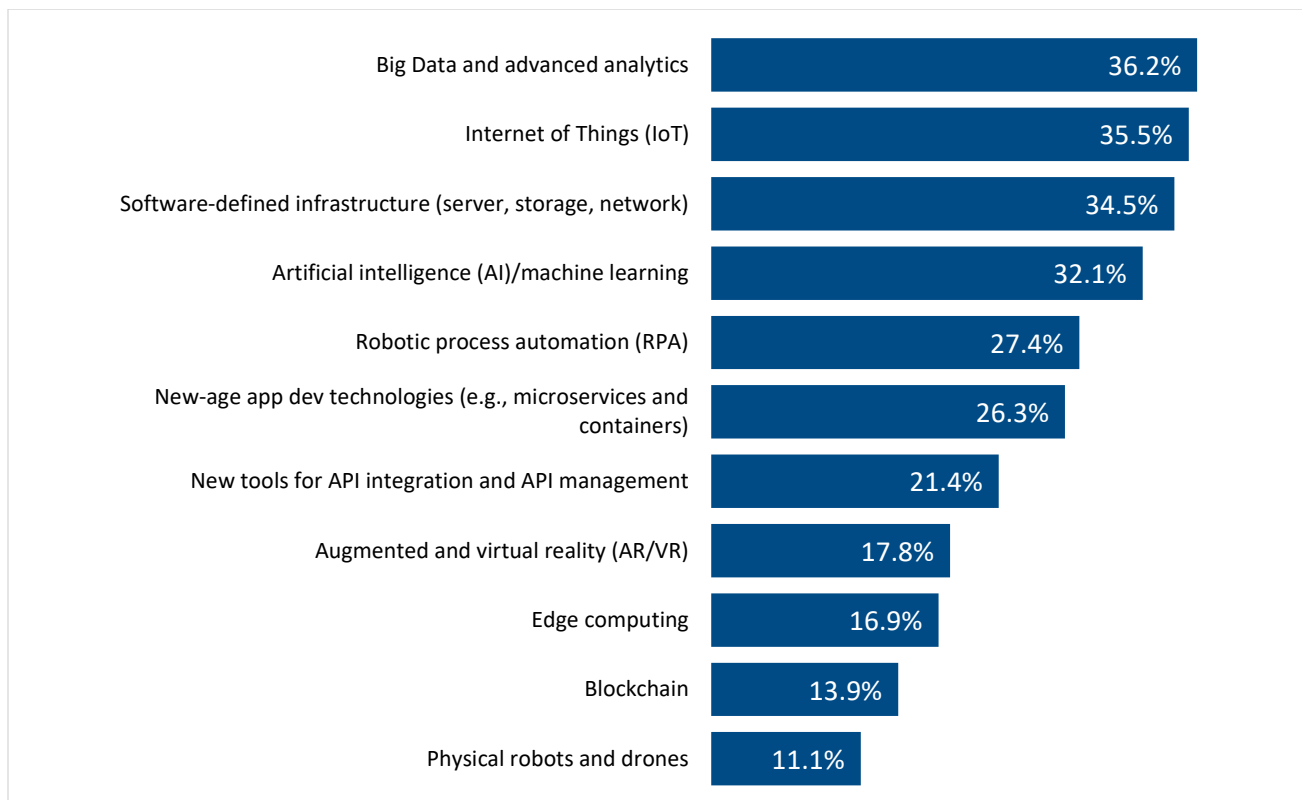 Big Data and advanced analytics 36.2%
Internet of Things (IoT) 35.5%
Software-defined infrastructure (server, storage, network) 34.5%
Artificial intelligence (AI)/machine learning 32.1%
Robotic process automation (RPA) 27.4%
New-age app dev technologies (e.g., microservices and
containers) 26.3%
New tools for API integration and API management 21.4%
Augmented and virtual reality (AR/VR) 17.8%
Edge computing 16.9%
Blockchain 13.9%
Physical robots and drones 11.1%